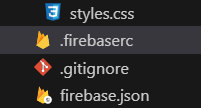 styles.css
.firebaserc
.gitignore
firebase.json